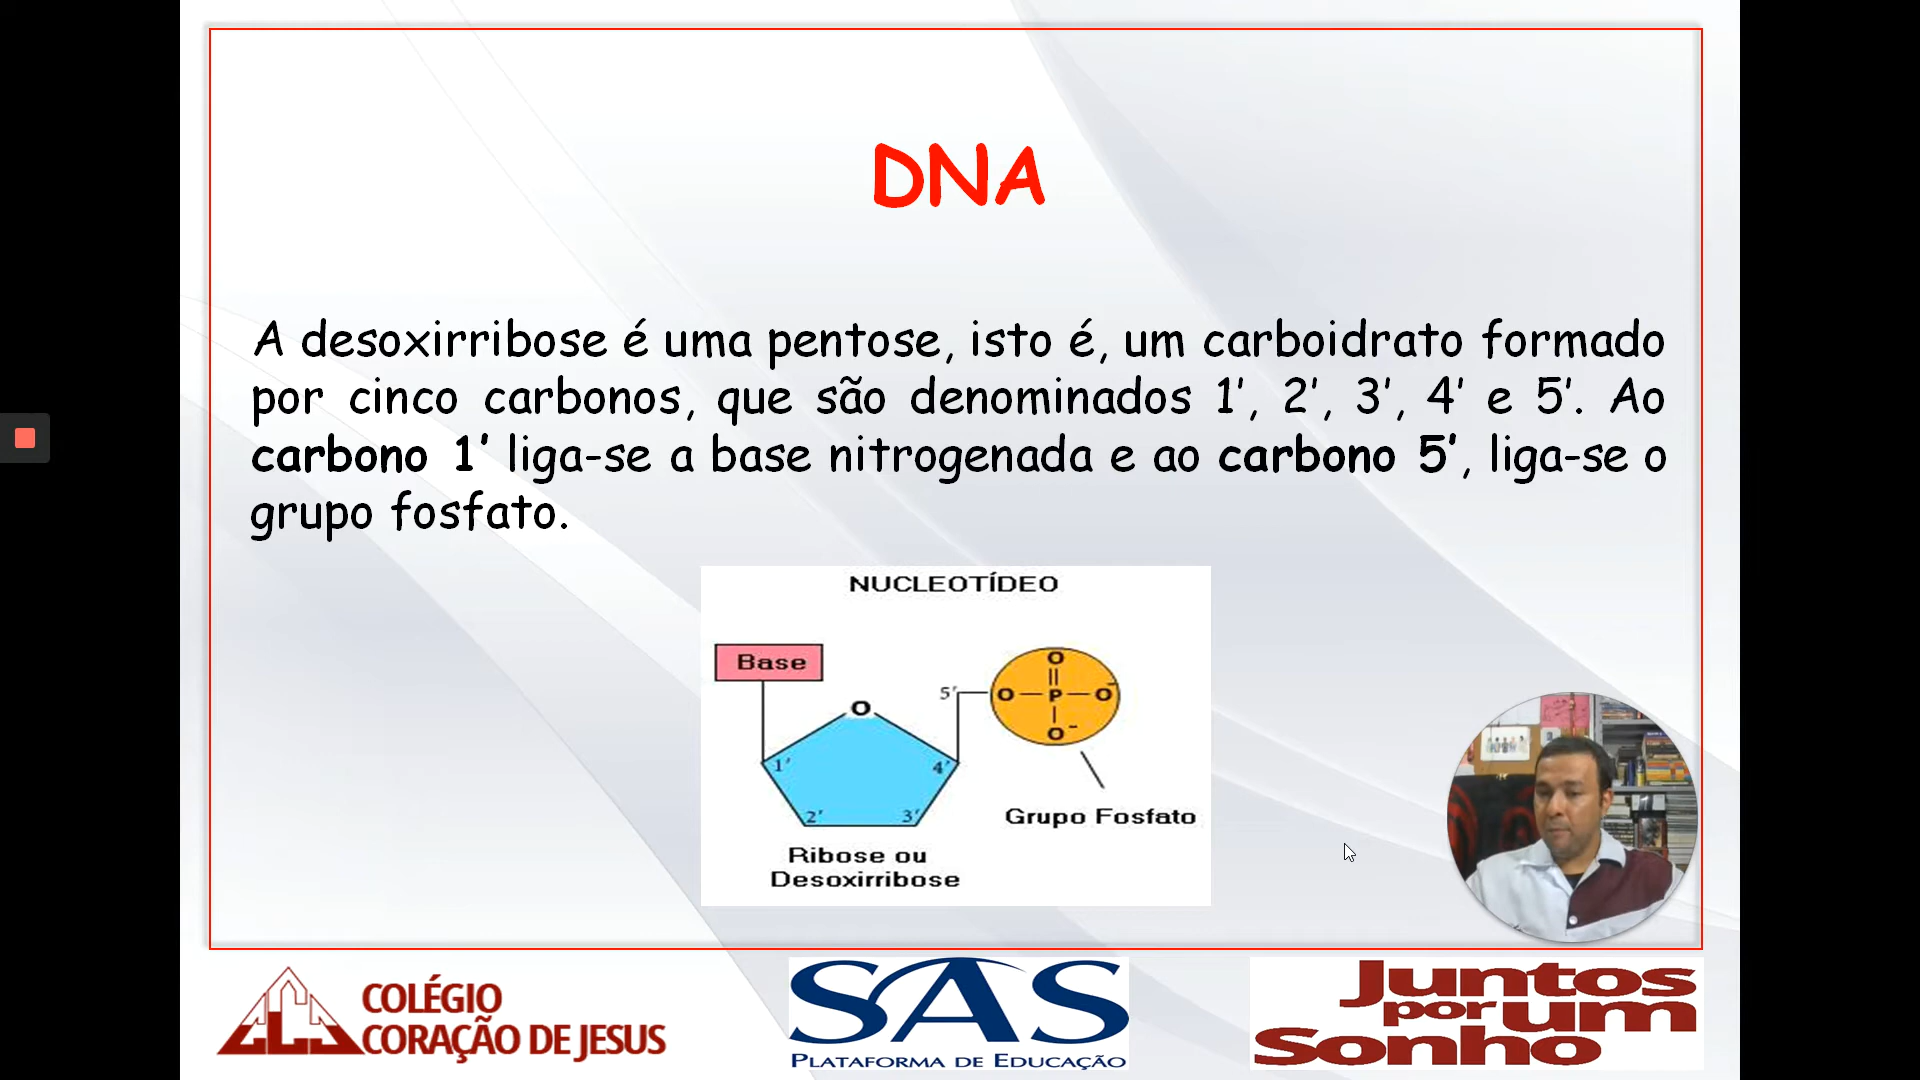 DNA
A desoxirribose é uma pentose, isto é, um carboidrato formado
por cinco carbonos, que são denominados 1’, 2’, 3’, 4’ e 5’. Ao
carbono 1’ liga-se a base nitrogenada e ao carbono 5’, liga-se o
grupo fosfato.
NUCLEOTÍDEO
Base
O
5'
O
O — P — O-
O-
1'
4'
2'
3'
Grupo Fosfato
Ribose ou
Desoxirribose
COLÉGIO
CORAÇÃO DE JESUS
SAS
PLATAFORMA DE EDUCAÇÃO
Juntos
por um
Sonho